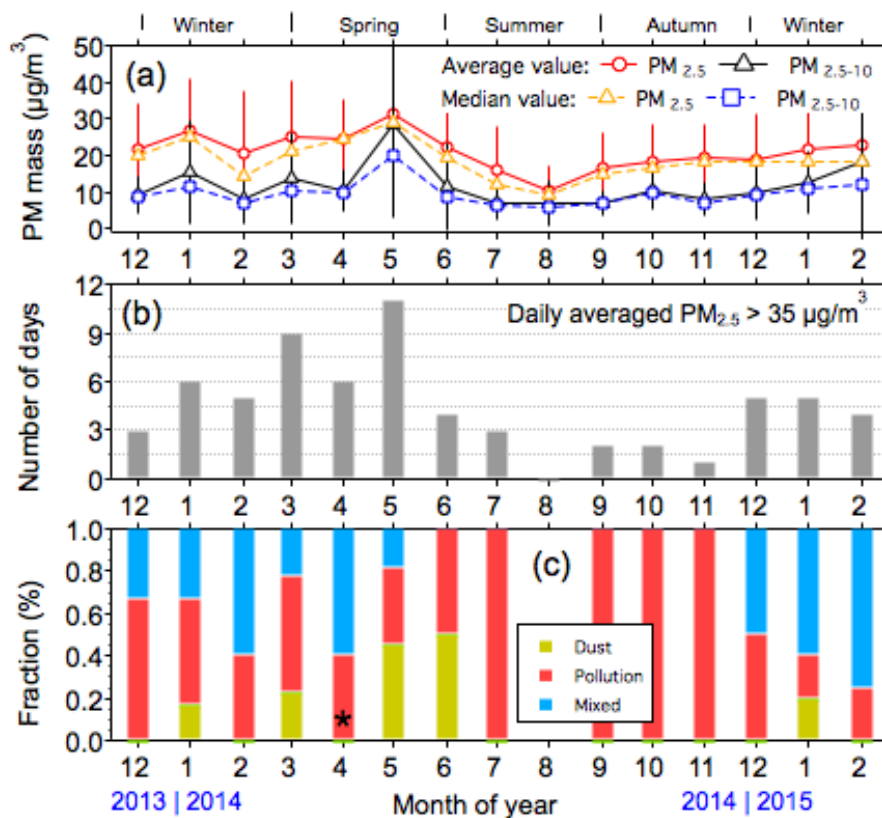 Winter Spring Summer Autumn Winter
(a)
Average value: PM 2.5 PM 2.5-10
Median value: PM 2.5 PM 2.5-10
PM mass (µg/m³)
50
40
30
20
10
0
12 1 2 3 4 5 6 7 8 9 10 11 12 1 2
(b)
Daily averaged PM2.5 > 35 µg/m³
Number of days
12
9
6
3
0
12 1 2 3 4 5 6 7 8 9 10 11 12 1 2
(c)
Fraction (%)
1.0
0.8
0.6
0.4
0.2
0.0
Dust
Pollution
Mixed
*
12 1 2 3 4 5 6 7 8 9 10 11 12 1 2
2013 | 2014 Month of year 2014 | 2015